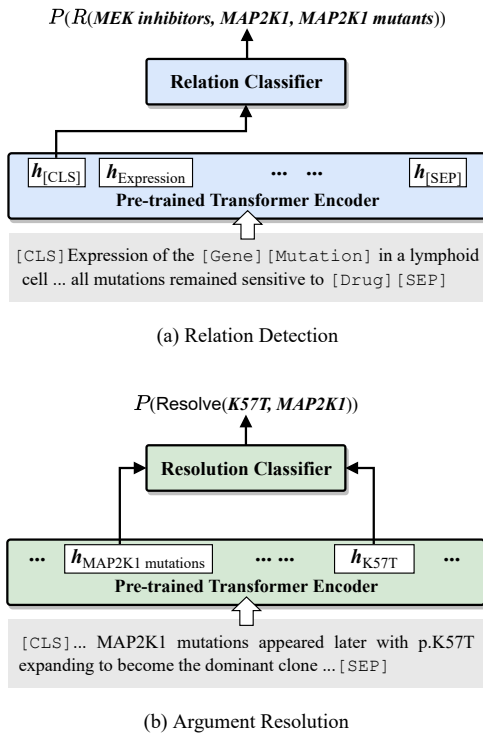 P(R(MEK inhibitors, MAP2K1, MAP2K1 mutants))
Relation Classifier
h[CLS] hExpression ... ... h[SEP]
Pre-trained Transformer Encoder
[CLS]Expression of the [Gene][Mutation] in a lymphoid
cell ... all mutations remained sensitive to [Drug][SEP]
(a) Relation Detection
P(Resolve(K57T, MAP2K1))
Resolution Classifier
... hMAP2K1 mutations ... ... hK57T ...
Pre-trained Transformer Encoder
[CLS]... MAP2K1 mutations appeared later with p.K57T
expanding to become the dominant clone ...[SEP]
(b) Argument Resolution